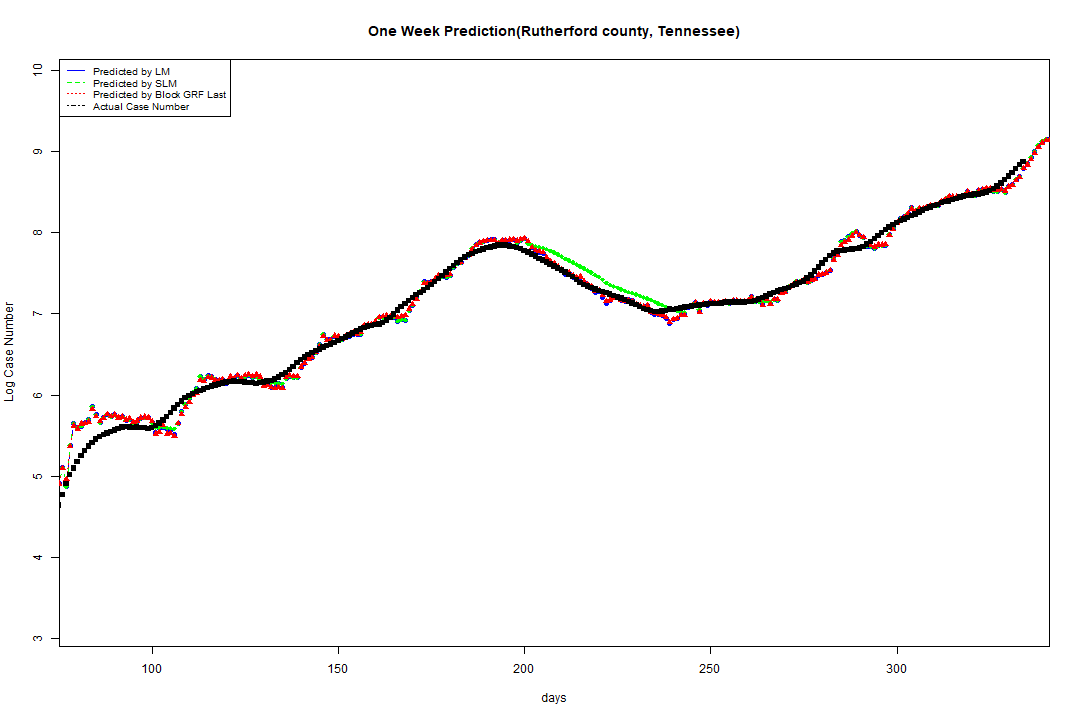 One Week Prediction(Rutherford county, Tennessee)
Predicted by LM
Predicted by SLM
Predicted by Block GRF Last
Actual Case Number
10
9
8
7
6
5
4
3
Log Case Number
100 150 200 250 300
days